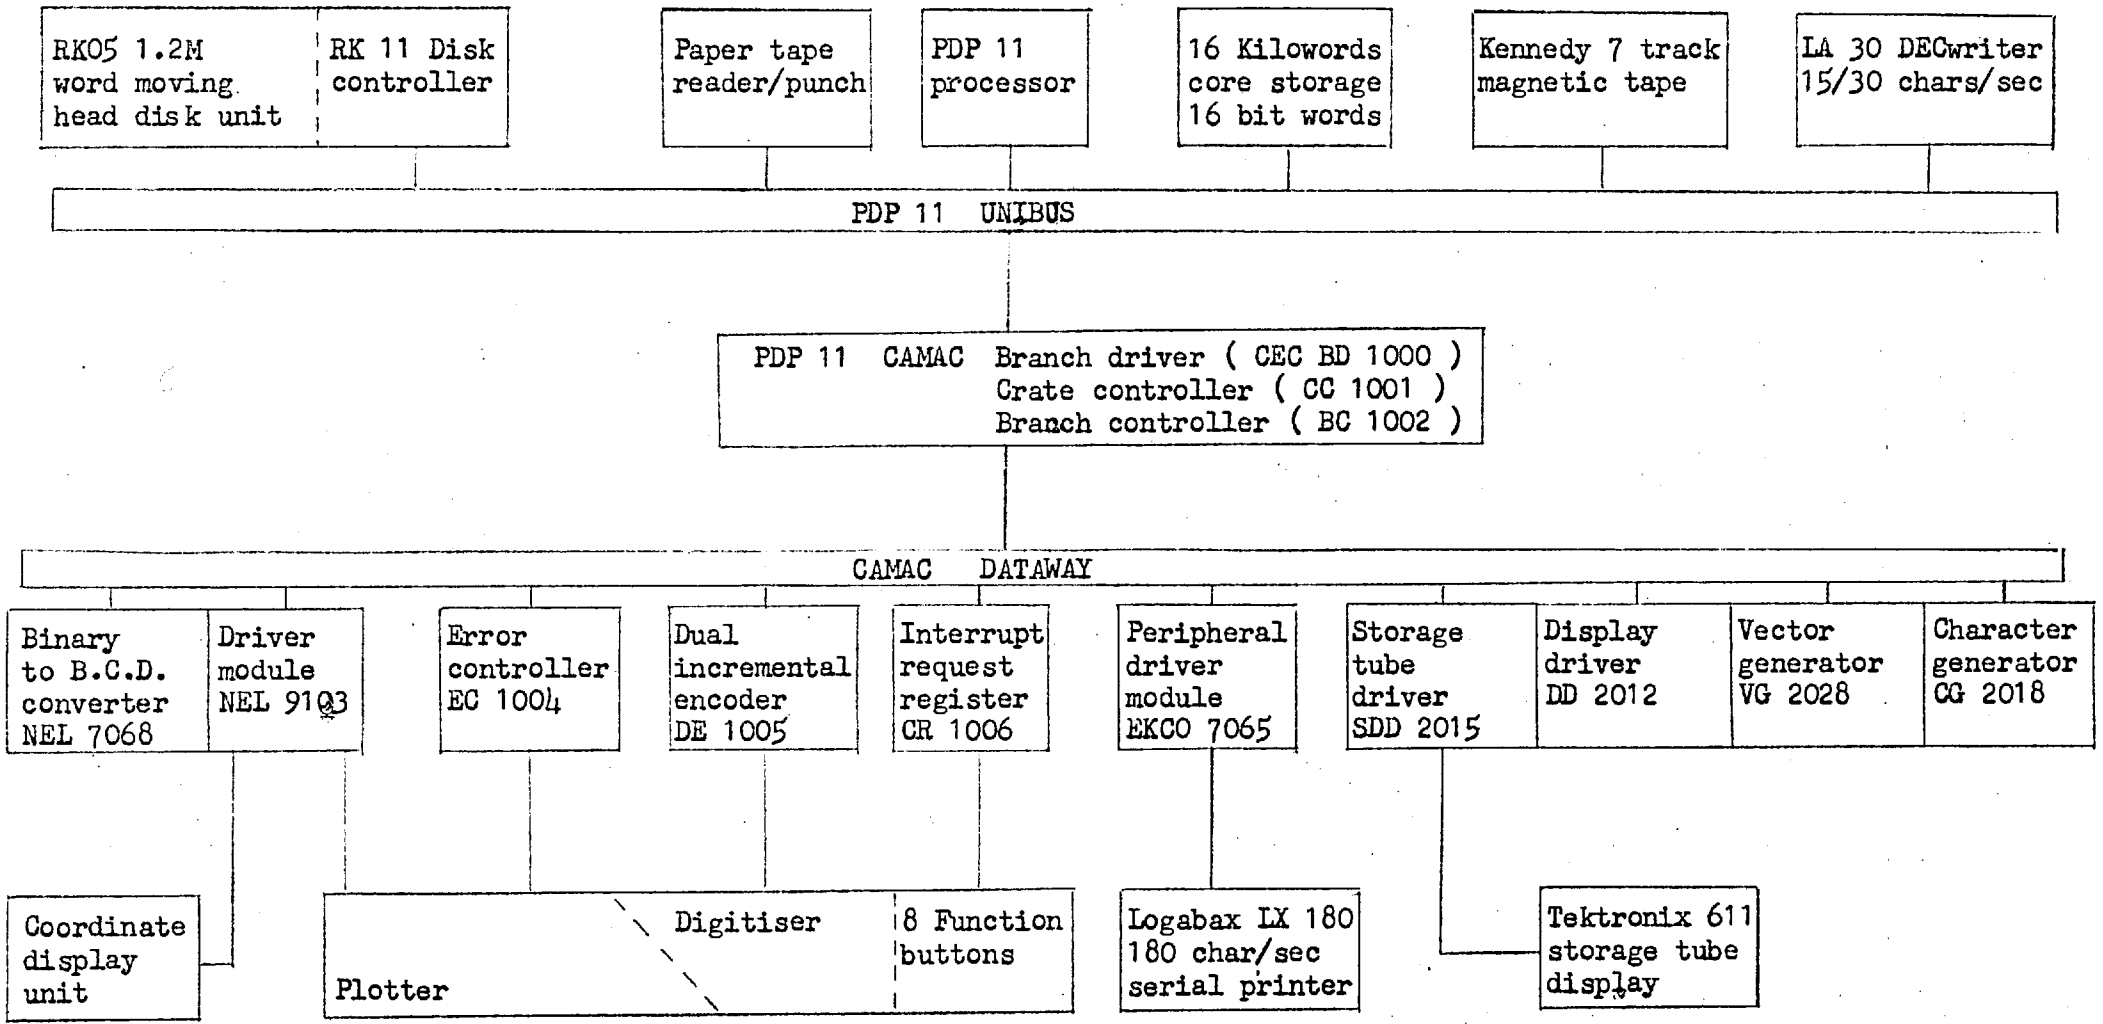 RK05 1.2M
word moving
head disk unit
RK 11 Disk
controller
Paper tape
reader/punch
PDP 11
processor
16 Kilowords
core storage
16 bit words
Kennedy 7 track
magnetic tape
LA 30 DECwriter
15/30 chars/sec
PDP 11 UNIBUS
PDP 11 CAMAC Branch driver ( CEC BD 1000 )
Crate controller ( CC 1001 )
Branch controller ( BC 1002 )
CAMAC DATAWAY
Binary
to B.C.D.
converter
NEL 7068
Driver
module
NEL 9103
Error
controller
EC 1004
Dual
incremental
encoder
DE 1005
Interrupt
request
register
CR 1006
Peripheral
driver
module
EKCO 7065
Storage
tube
driver
SDD 2015
Display
driver
DD 2012
Vector
generator
VG 2028
Character
generator
CG 2018
Coordinate
display
unit
Plotter
Digitiser
8 Function
buttons
Logabax LX 180
180 char/sec
serial printer
Tektronix 611
storage tube
display